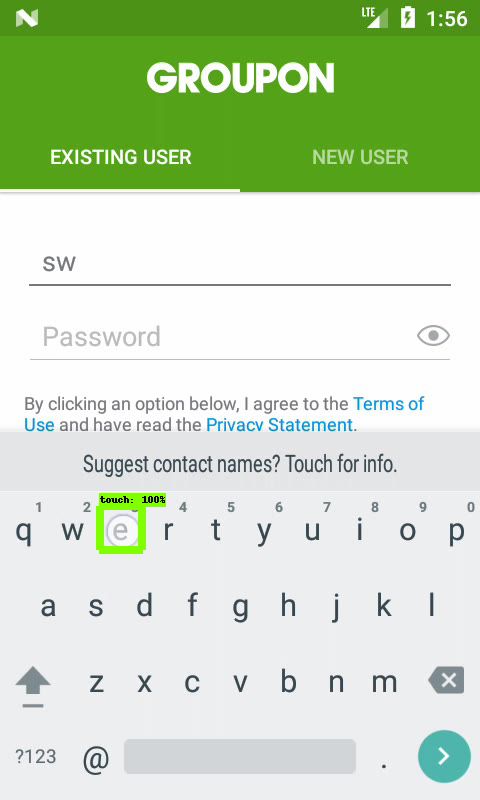 LTE 1:56
GROUPON
EXISTING USER NEW USER
sw
Password
By clicking an option below, I agree to the Terms of
Use and have read the Privacy Statement.
Suggest contact names? Touch for info.
touch: 100%
1 2 3 4 5 6 7 8 9 0
q w e r t y u i o p
a s d f g h j k l
z x c v b n m
?123 @ .